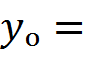 yₒ =